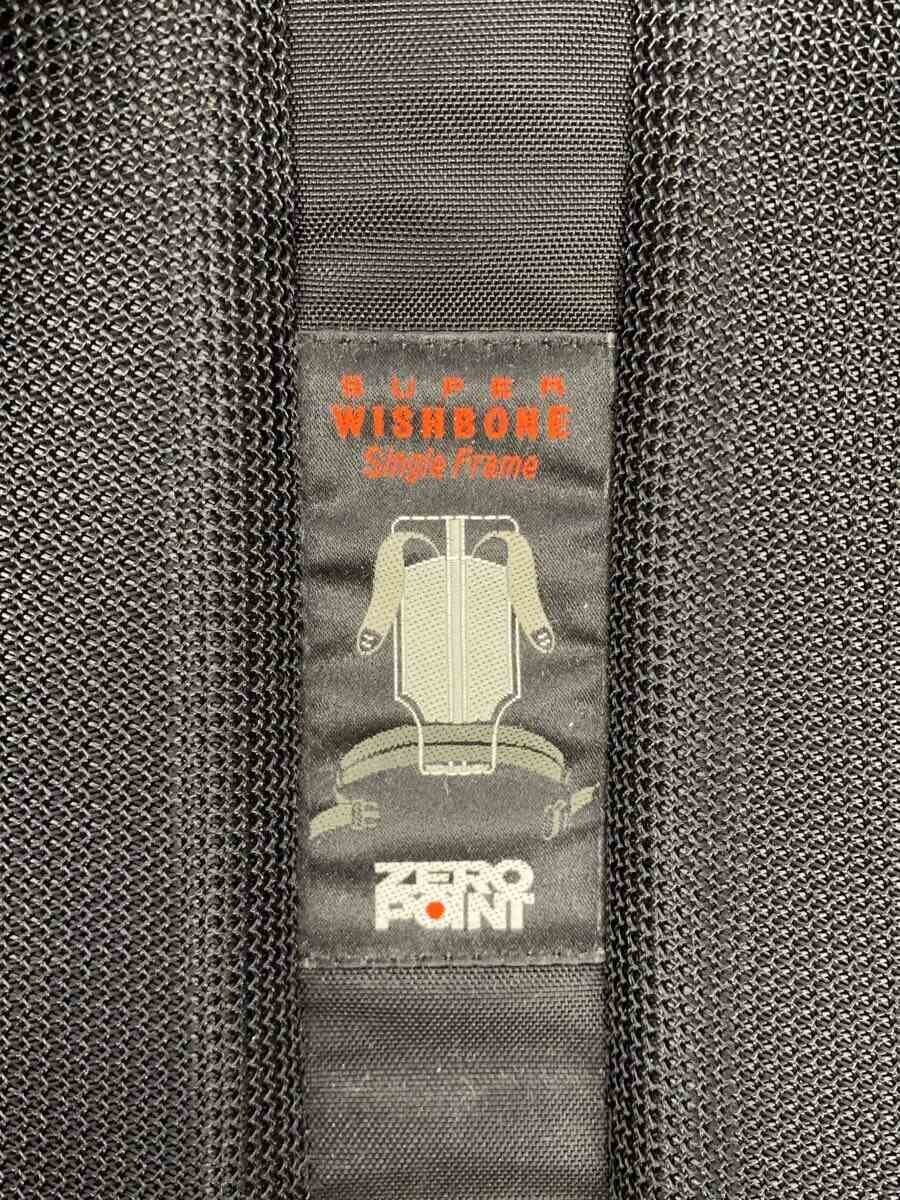 SUPER
WISHBONE
Single Frame
ZERO
POINT